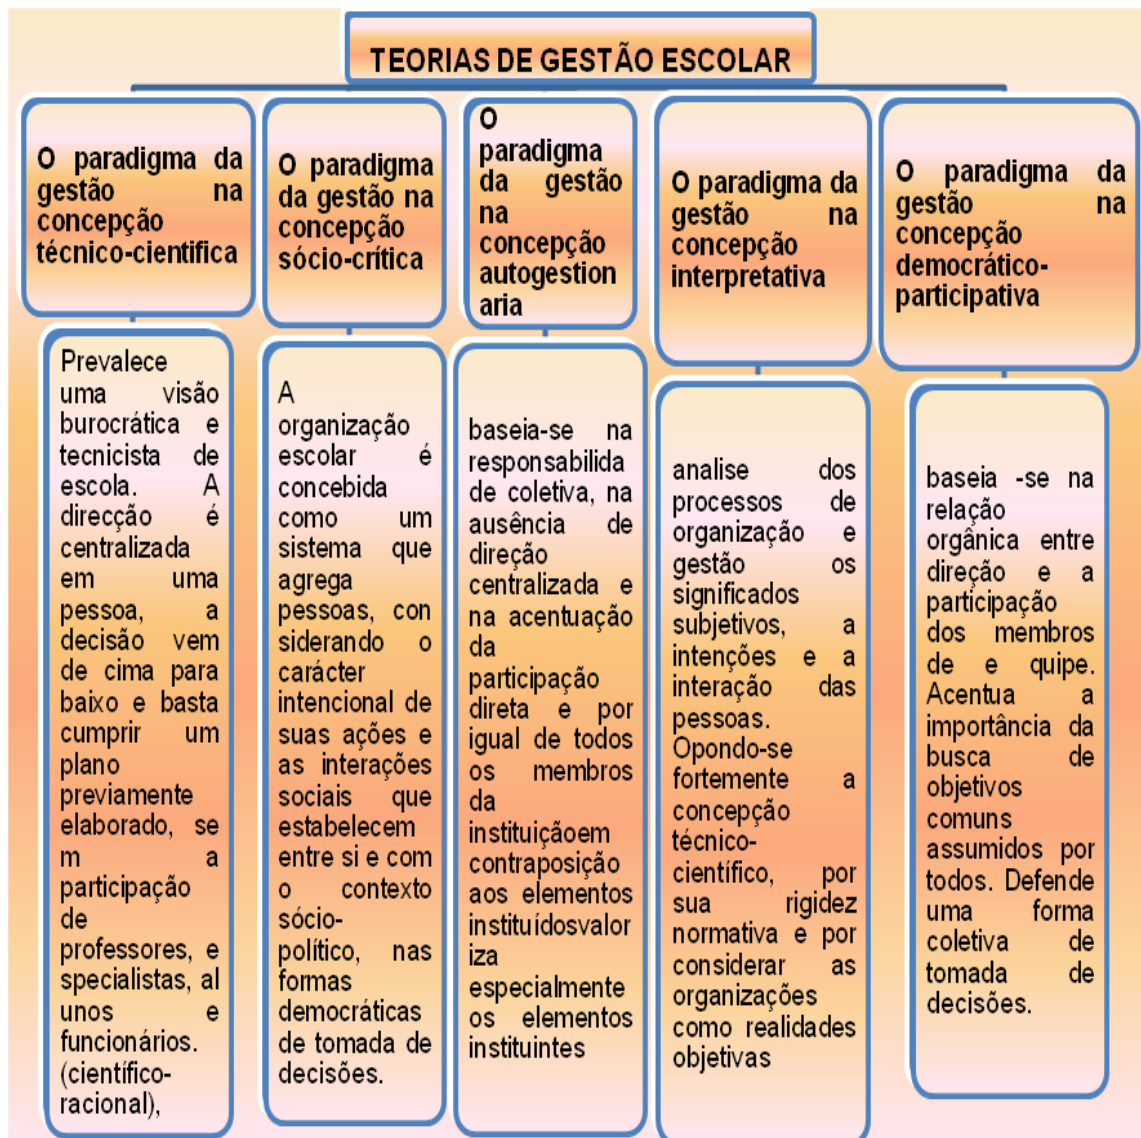 TEORIAS DE GESTÃO ESCOLAR
O paradigma da
gestão na
concepção
técnico-cientifica
O paradigma
da gestão na
concepção
sócio-crítica
O
paradigma
da gestão
na
concepção
autogestion
aria
O paradigma da
gestão na
concepção
interpretativa
O paradigma da
gestão na
concepção
democrático-
participativa
Prevalece
uma visão
burocrática e
tecnicista de
escola. A
direcção é
centralizada
em uma
pessoa, a
decisão vem
de cima para
baixo e basta
cumprir um
plano
previamente
elaborado, se
m a
participação
de
professores, e
specialistas, al
unos e
funcionários.
(científico-
racional),
A
organização
escolar é
concebida
como um
sistema que
agrega
pessoas, con
siderando o
carácter
intencional de
suas ações e
as interações
sociais que
estabelecem
entre si e com
o contexto
sócio-
político, nas
formas
democráticas
de tomada de
decisões.
baseia-se na
responsabilida
de coletiva, na
ausência de
direção
centralizada e
na acentuação
da
participação
direta e por
igual de todos
os membros
da
instituiçãoem
contraposição
aos elementos
instituídosvalor
iza
especialmente
os elementos
instituintes
analise dos
processos de
organização e
gestão os
significados
subjetivos, a
intenções e a
interação das
pessoas.
Opondo-se
fortemente a
concepção
técnico-
científico, por
sua rigidez
normativa e por
considerar as
organizações
como realidades
objetivas
baseia -se na
relação
orgânica entre
direção e a
participação
dos membros
de e quipe.
Acentua a
importância da
busca de
objetivos
comuns
assumidos por
todos. Defende
uma forma
coletiva de
tomada de
decisões.